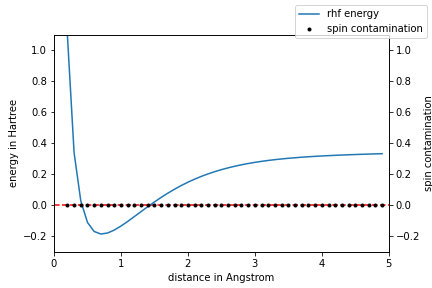 rhf energy
spin contamination
1.0
0.8
0.6
0.4
0.2
0.0
−0.2
energy in Hartree
1.0
0.8
0.6
0.4
0.2
0.0
−0.2
spin contamination
0 1 2 3 4 5
distance in Angstrom